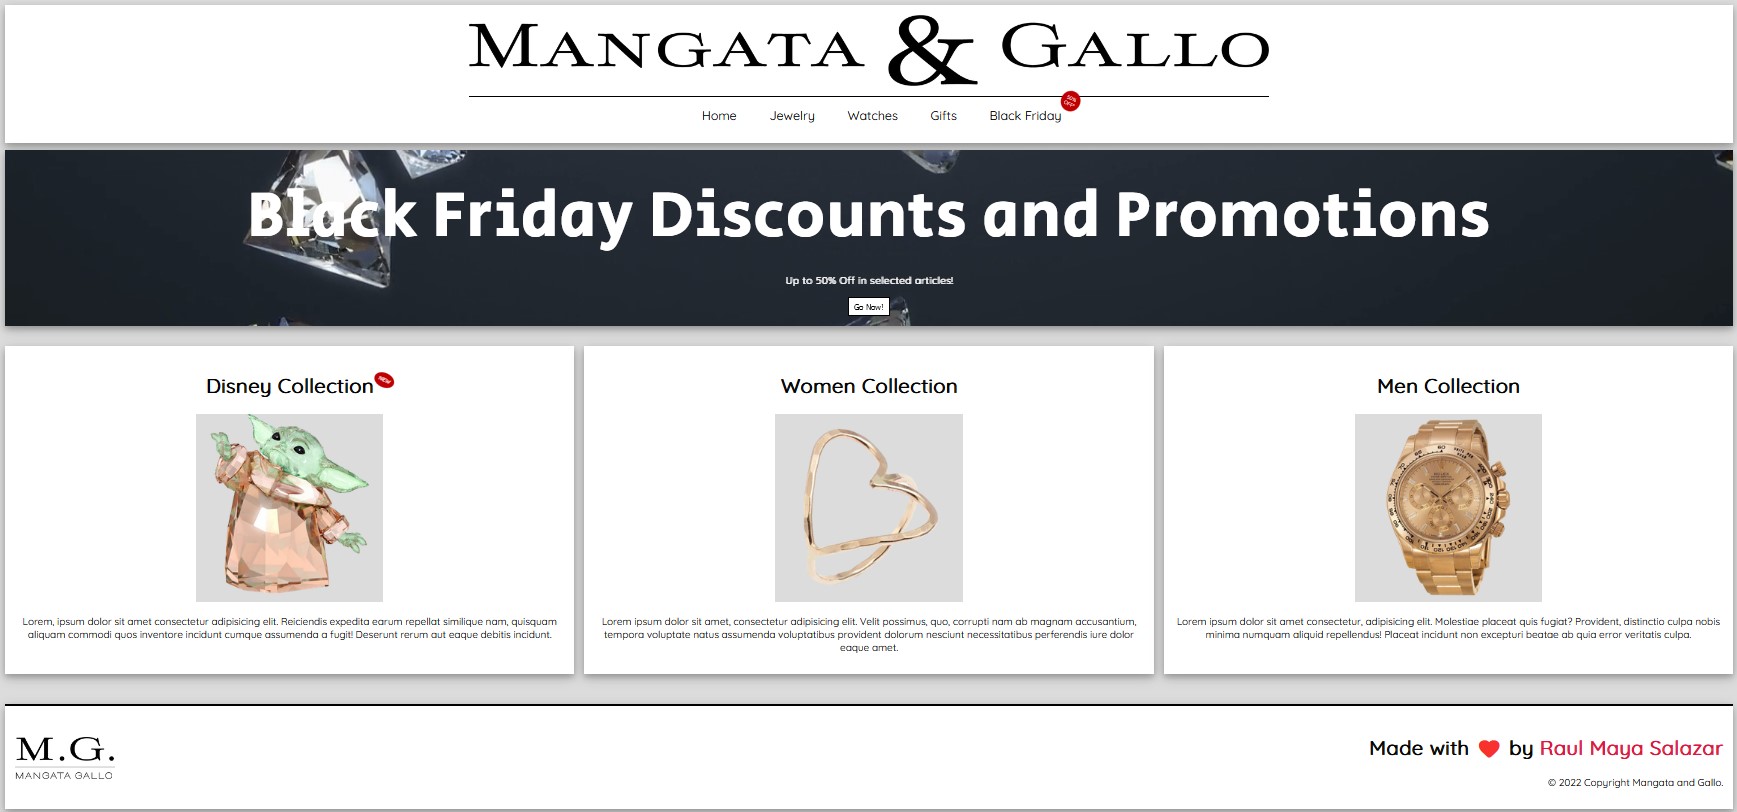 MANGATA & GALLO
50% OFF!
Home Jewelry Watches Gifts Black Friday
Black Friday Discounts and Promotions
Up to 50% Off in selected articles!
Go Now!
Disney Collection NEW
Lorem, ipsum dolor sit amet consectetur adipisicing elit. Reiciendis expedita earum repellat similique nam, quisquam
aliquam commodi quos inventore incidunt cumque assumenda a fugit! Deserunt rerum aut eaque debitis incidunt.
Women Collection
Lorem ipsum dolor sit amet, consectetur adipisicing elit. Velit possimus, quo, corrupti nam ab magnam accusantium,
tempora voluptate natus assumenda voluptatibus provident dolorum nesciunt necessitatibus perferendis iure dolor
eaque amet.
Men Collection
Lorem ipsum dolor sit amet consectetur, adipisicing elit. Molestiae placeat quis fugiat? Provident, distinctio culpa nobis
minima numquam aliquid repellendus! Placeat incidunt non excepturi beatae ab quia error veritatis culpa.
M.G.
MANGATA GALLO
Made with ❤ by Raul Maya Salazar
© 2022 Copyright Mangata and Gallo.